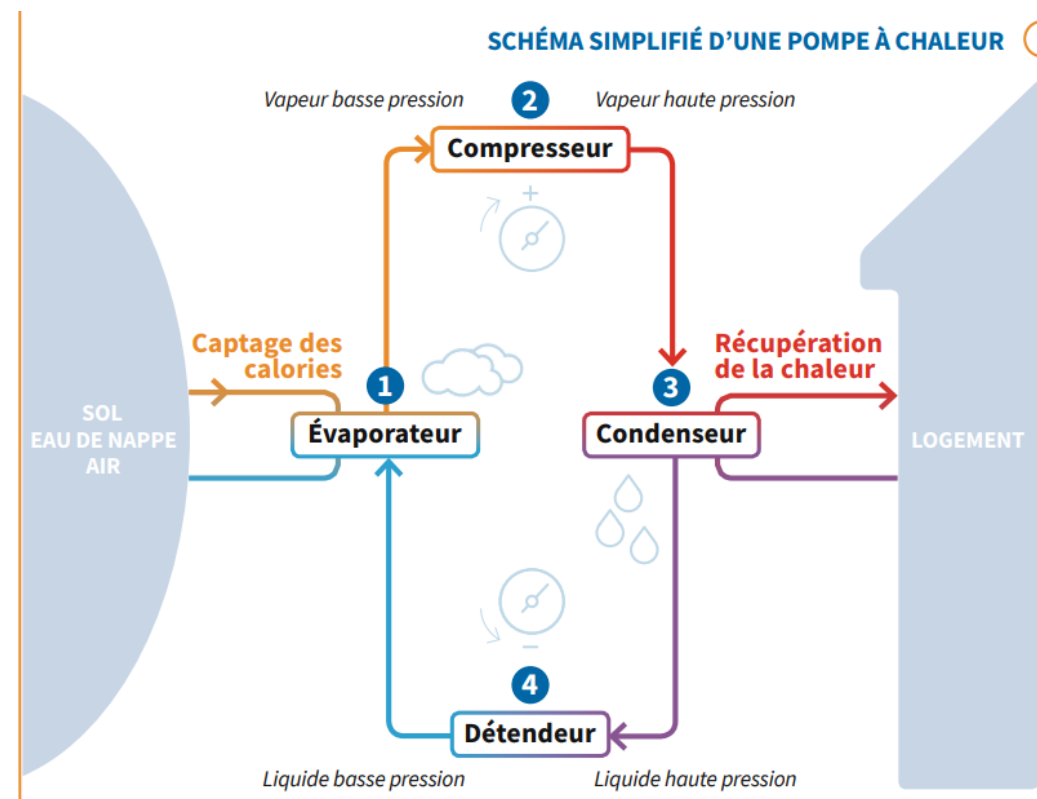 SCHÉMA SIMPLIFIÉ D'UNE POMPE À CHALEUR
Vapeur basse pression
2
Vapeur haute pression
Compresseur
+
Captage des
calories
1
Récupération
de la chaleur
3
SOL
EAU DE NAPPE
AIR
Évaporateur
Condenseur
LOGEMENT
–
4
Détendeur
Liquide basse pression
Liquide haute pression